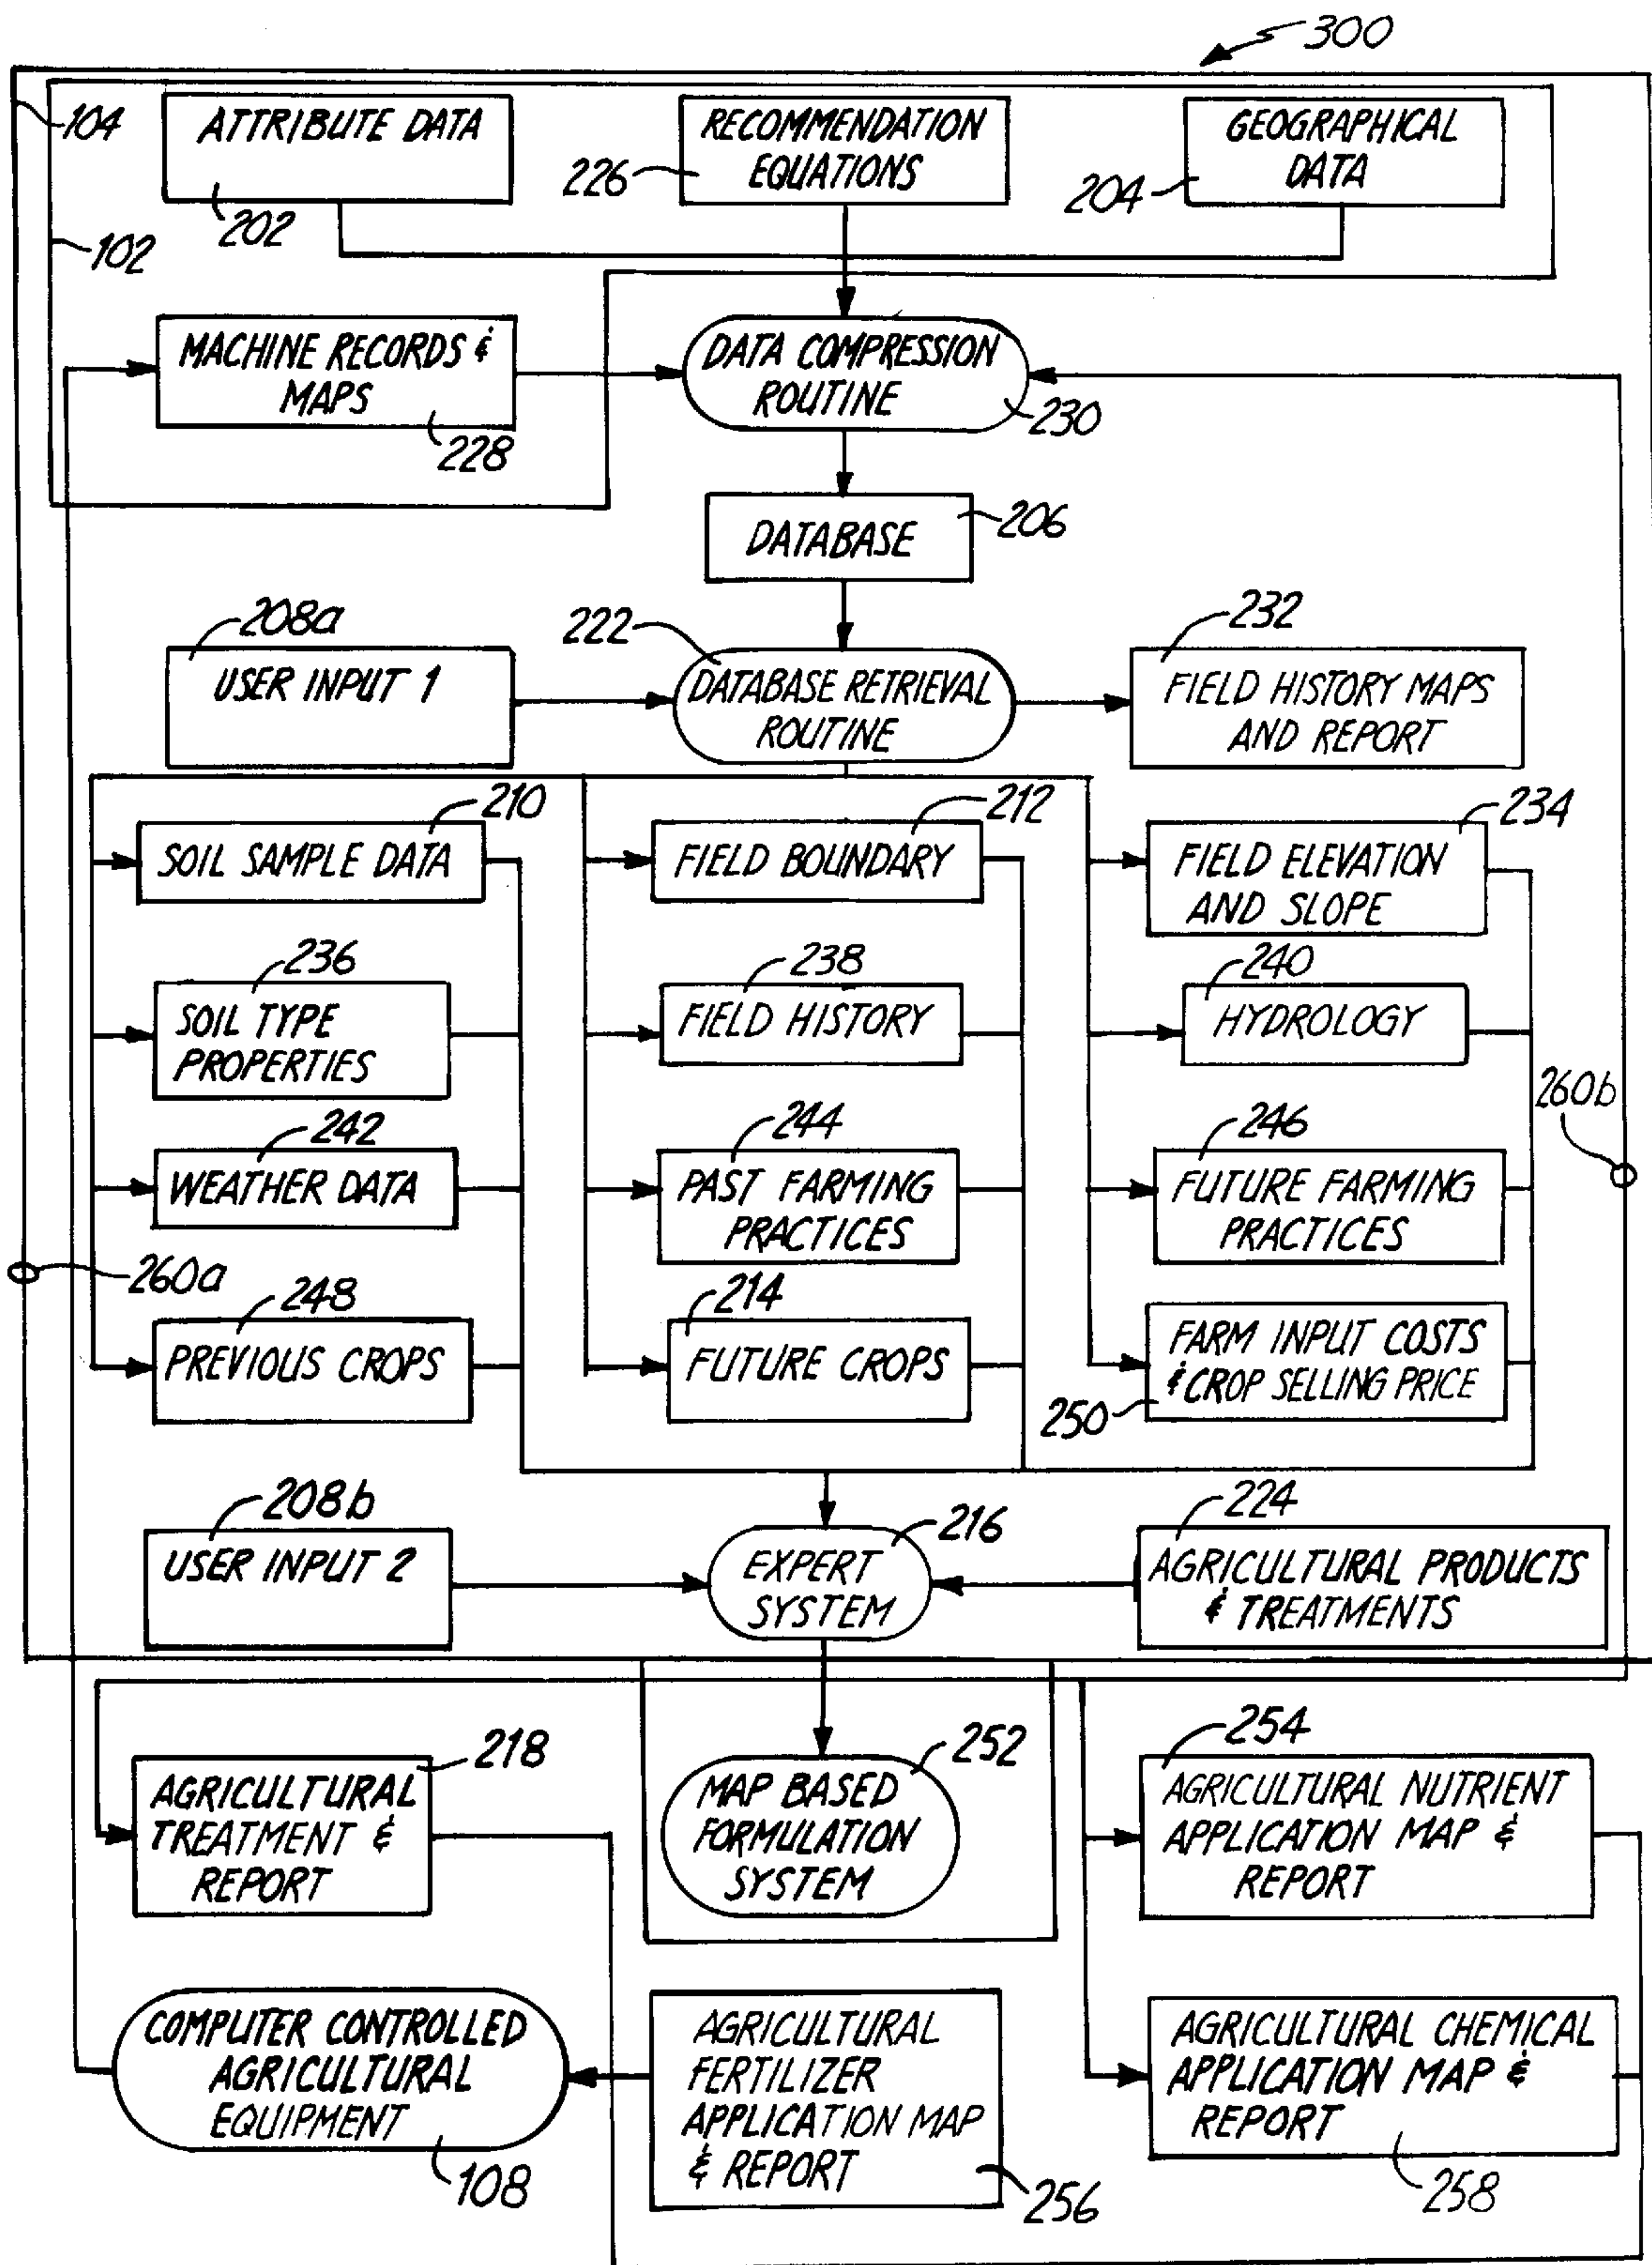 300
104
ATTRIBUTE DATA
202
RECOMMENDATION
EQUATIONS
226
GEOGRAPHICAL
DATA
204
102
MACHINE RECORDS &
MAPS
228
DATA COMPRESSION
ROUTINE
230
DATABASE
206
208a
USER INPUT 1
222
DATABASE RETRIEVAL
ROUTINE
232
FIELD HISTORY MAPS
AND REPORT
210
SOIL SAMPLE DATA
212
FIELD BOUNDARY
234
FIELD ELEVATION
AND SLOPE
236
SOIL TYPE
PROPERTIES
238
FIELD HISTORY
240
HYDROLOGY
260b
242
WEATHER DATA
244
PAST FARMING
PRACTICES
246
FUTURE FARMING
PRACTICES
260a
248
PREVIOUS CROPS
214
FUTURE CROPS
FARM INPUT COSTS
& CROP SELLING PRICE
250
208b
USER INPUT 2
216
EXPERT
SYSTEM
224
AGRICULTURAL PRODUCTS
& TREATMENTS
218
AGRICULTURAL
TREATMENT &
REPORT
252
MAP BASED
FORMULATION
SYSTEM
254
AGRICULTURAL NUTRIENT
APPLICATION MAP &
REPORT
COMPUTER CONTROLLED
AGRICULTURAL
EQUIPMENT
108
AGRICULTURAL
FERTILIZER
APPLICATION MAP
& REPORT
256
AGRICULTURAL CHEMICAL
APPLICATION MAP &
REPORT
258